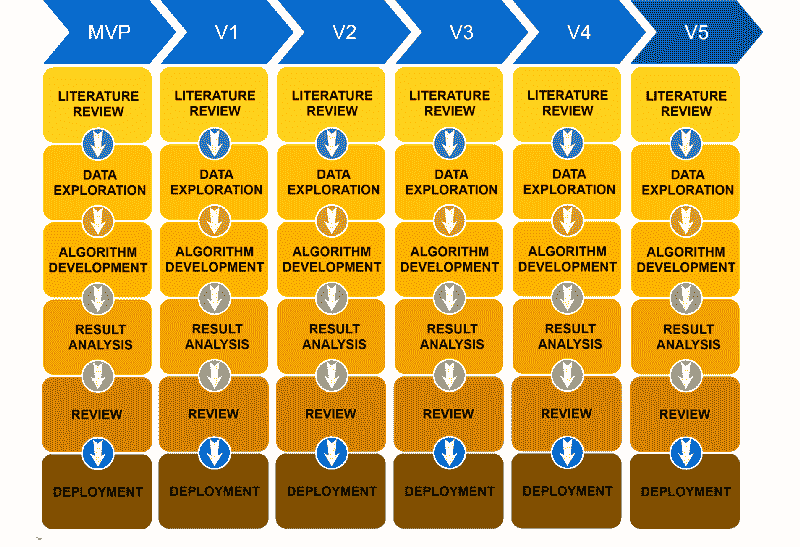 MVP V1 V2 V3 V4 V5
LITERATURE LITERATURE LITERATURE LITERATURE LITERATURE LITERATURE
REVIEW REVIEW REVIEW REVIEW REVIEW REVIEW
DATA DATA DATA DATA DATA DATA
EXPLORATION EXPLORATION EXPLORATION EXPLORATION EXPLORATION EXPLORATION
ALGORITHM ALGORITHM ALGORITHM ALGORITHM ALGORITHM ALGORITHM
DEVELOPMENT DEVELOPMENT DEVELOPMENT DEVELOPMENT DEVELOPMENT DEVELOPMENT
RESULT RESULT RESULT RESULT RESULT RESULT
ANALYSIS ANALYSIS ANALYSIS ANALYSIS ANALYSIS ANALYSIS
REVIEW REVIEW REVIEW REVIEW REVIEW REVIEW
DEPLOYMENT DEPLOYMENT DEPLOYMENT DEPLOYMENT DEPLOYMENT DEPLOYMENT